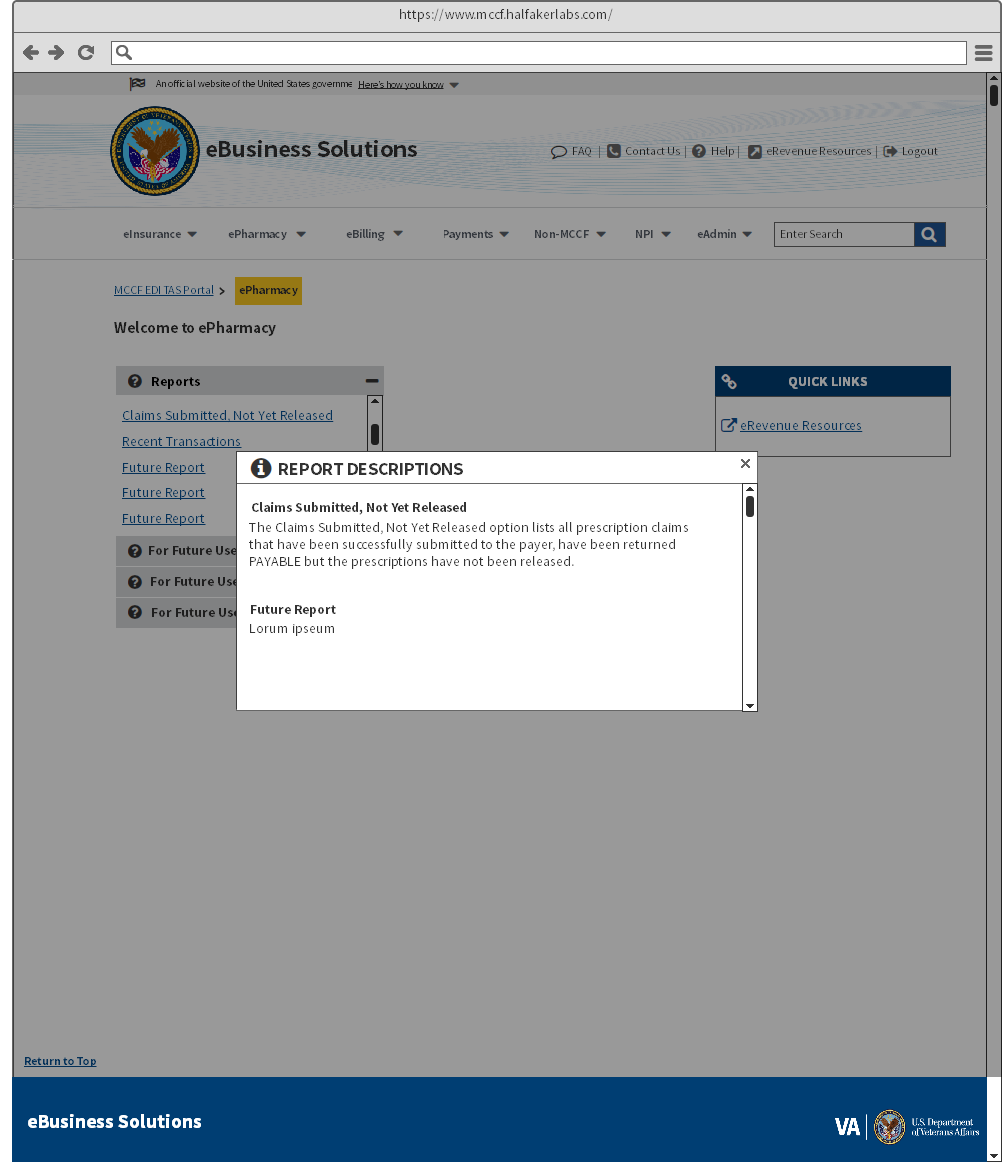 https://www.mccf.halfakerlabs.com/
An official website of the United States governme Here's how you know
eBusiness Solutions
FAQ | Contact Us | Help | eRevenue Resources | Logout
eInsurance ePharmacy eBilling Payments Non-MCCF NPI eAdmin Enter Search
MCCF EDI TAS Portal > ePharmacy
Welcome to ePharmacy
Reports
QUICK LINKS
Claims Submitted, Not Yet Released
eRevenue Resources
Recent Transactions
Future Report
Future Report
Future Report
For Future Use
For Future Use
For Future Use
REPORT DESCRIPTIONS
Claims Submitted, Not Yet Released
The Claims Submitted, Not Yet Released option lists all prescription claims
that have been successfully submitted to the payer, have been returned
PAYABLE but the prescriptions have not been released.
Future Report
Lorum ipseum
Return to Top
eBusiness Solutions
VA
U.S. Department
of Veterans Affairs